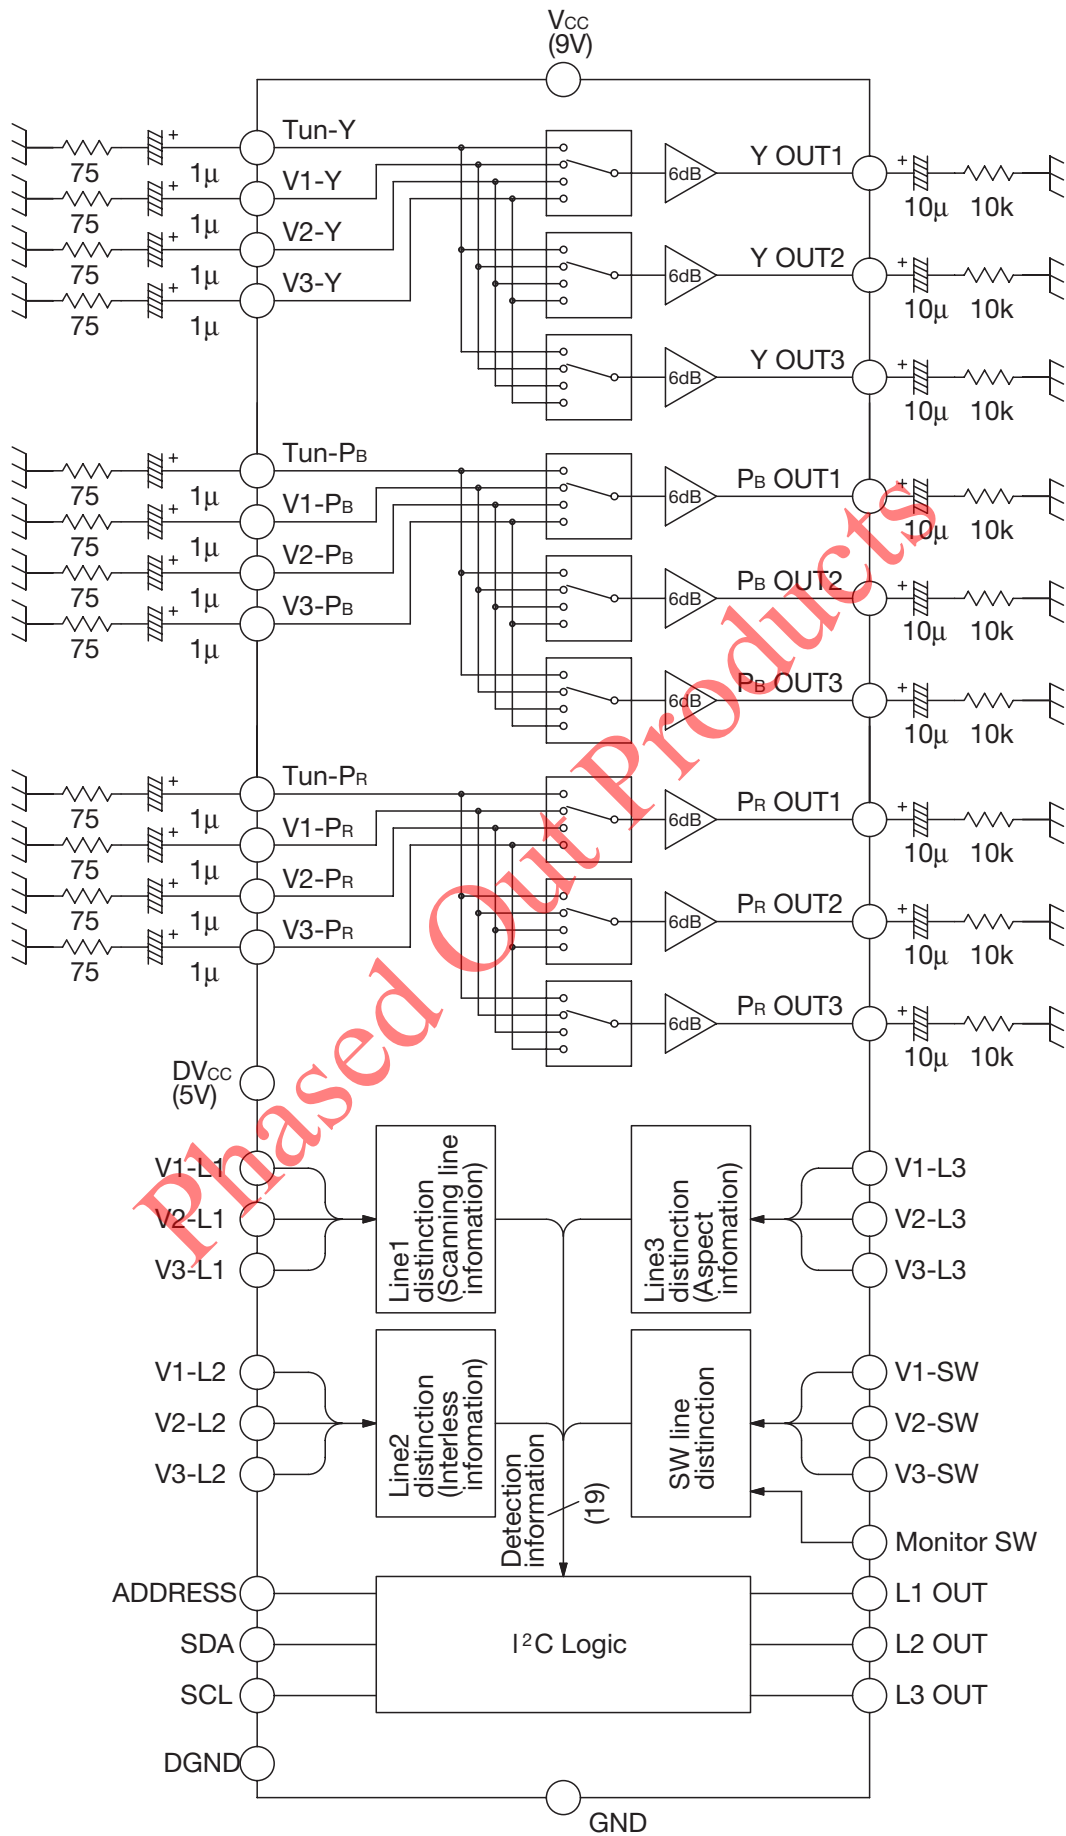 VCC
(9V)
Tun-Y
75
1µ
V1-Y
75
1µ
V2-Y
75
1µ
V3-Y
75
1µ
6dB
Y OUT1
10µ
10k
6dB
Y OUT2
10µ
10k
6dB
Y OUT3
10µ
10k
Tun-PB
75
1µ
V1-PB
75
1µ
V2-PB
75
1µ
V3-PB
75
1µ
6dB
PB OUT1
10µ
10k
6dB
PB OUT2
10µ
10k
6dB
PB OUT3
10µ
10k
Tun-PR
75
1µ
V1-PR
75
1µ
V2-PR
75
1µ
V3-PR
75
1µ
6dB
PR OUT1
10µ
10k
6dB
PR OUT2
10µ
10k
6dB
PR OUT3
10µ
10k
Phased Out Products
DVCC
(5V)
V1-L1
V2-L1
V3-L1
Line1
distinction
(Scanning line
infomation)
Line3
distinction
(Aspect
infomation)
V1-L3
V2-L3
V3-L3
V1-L2
V2-L2
V3-L2
Line2
distinction
(Interless
infomation)
SW line
distinction
V1-SW
V2-SW
V3-SW
Monitor SW
Detection
information
(19)
ADDRESS
SDA
SCL
I²C Logic
L1 OUT
L2 OUT
L3 OUT
DGND
GND